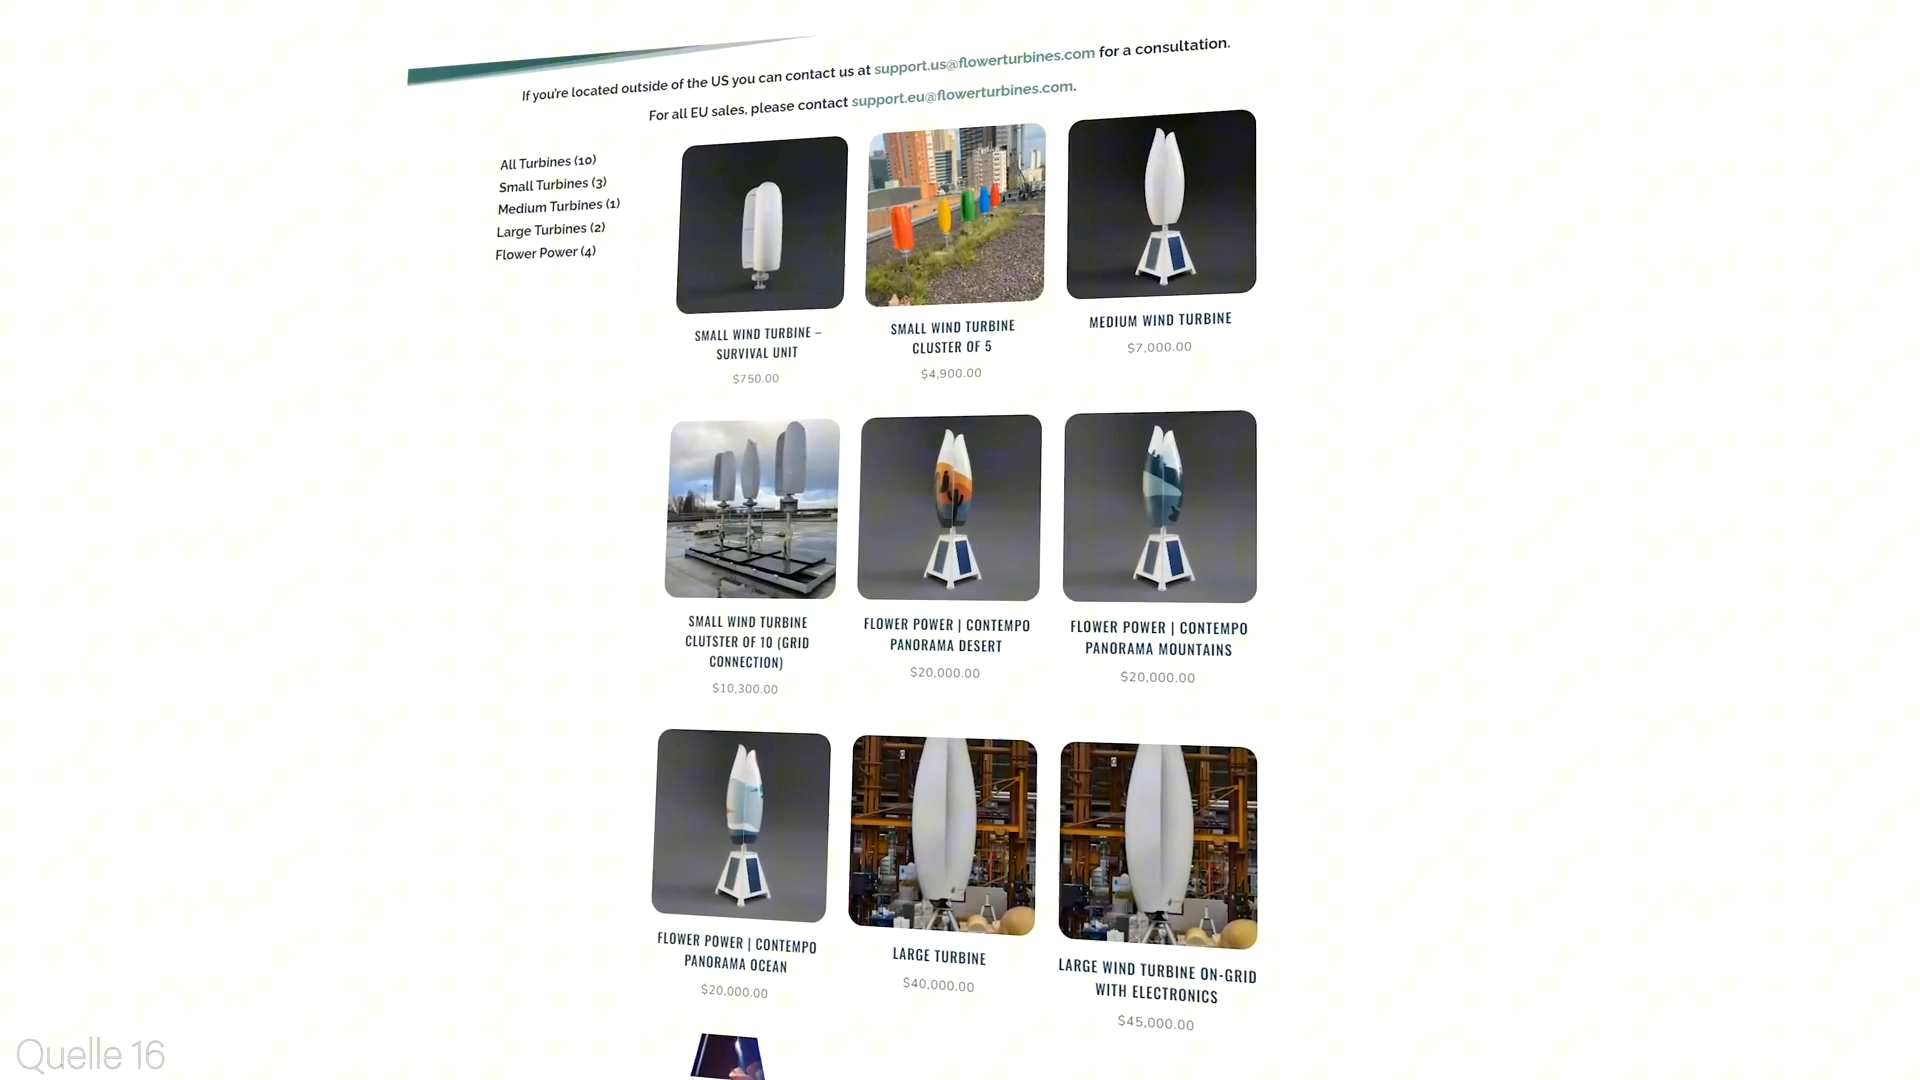 If you're located outside of the US you can contact us at support.us@flowerturbines.com for a consultation.
For all EU sales, please contact support.eu@flowerturbines.com.
All Turbines (10)
Small Turbines (3)
Medium Turbines (1)
Large Turbines (2)
Flower Power (4)
SMALL WIND TURBINE –
SURVIVAL UNIT
$750.00
SMALL WIND TURBINE
CLUSTER OF 5
$4,900.00
MEDIUM WIND TURBINE
$7,000.00
SMALL WIND TURBINE
CLUTSTER OF 10 (GRID
CONNECTION)
$10,300.00
FLOWER POWER | CONTEMPO
PANORAMA DESERT
$20,000.00
FLOWER POWER | CONTEMPO
PANORAMA MOUNTAINS
$20,000.00
FLOWER POWER | CONTEMPO
PANORAMA OCEAN
$20,000.00
LARGE TURBINE
$40,000.00
LARGE WIND TURBINE ON-GRID
WITH ELECTRONICS
$45,000.00
Quelle 16